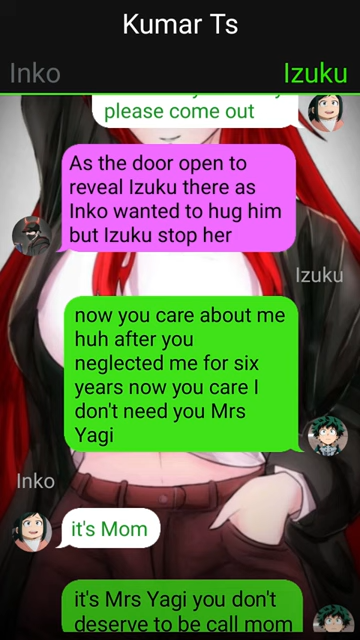 Kumar Ts
Inko
Izuku
please come out
As the door open to
reveal Izuku there as
Inko wanted to hug him
but Izuku stop her
Izuku
now you care about me
huh after you
neglected me for six
years now you care I
don't need you Mrs
Yagi
Inko
it's Mom
it's Mrs Yagi you don't
deserve to be call mom